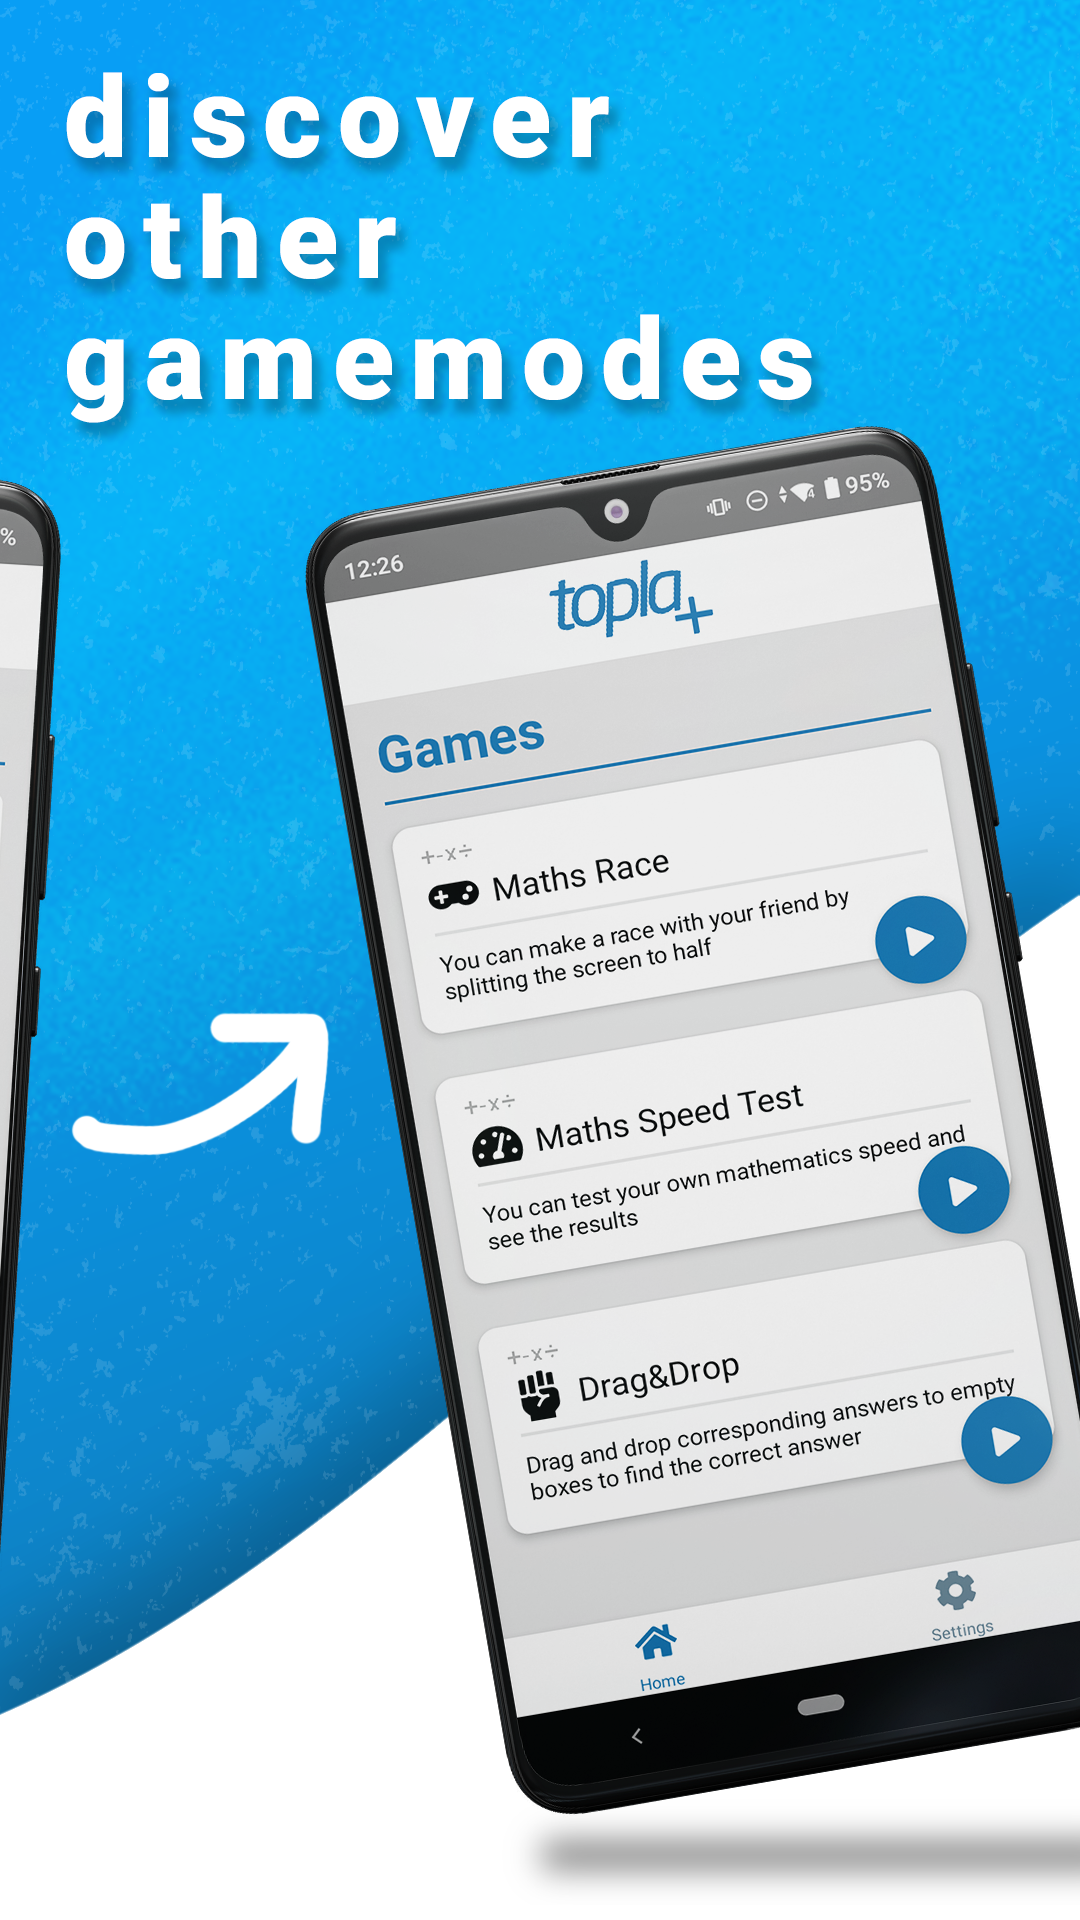 discover
other
gamemodes
%
12:26
95%
topla+
Games
+-x÷
Maths Race
You can make a race with your friend by
splitting the screen to half
+-x÷
Maths Speed Test
You can test your own mathematics speed and
see the results
+-x÷
Drag&Drop
Drag and drop corresponding answers to empty
boxes to find the correct answer
Home
Settings